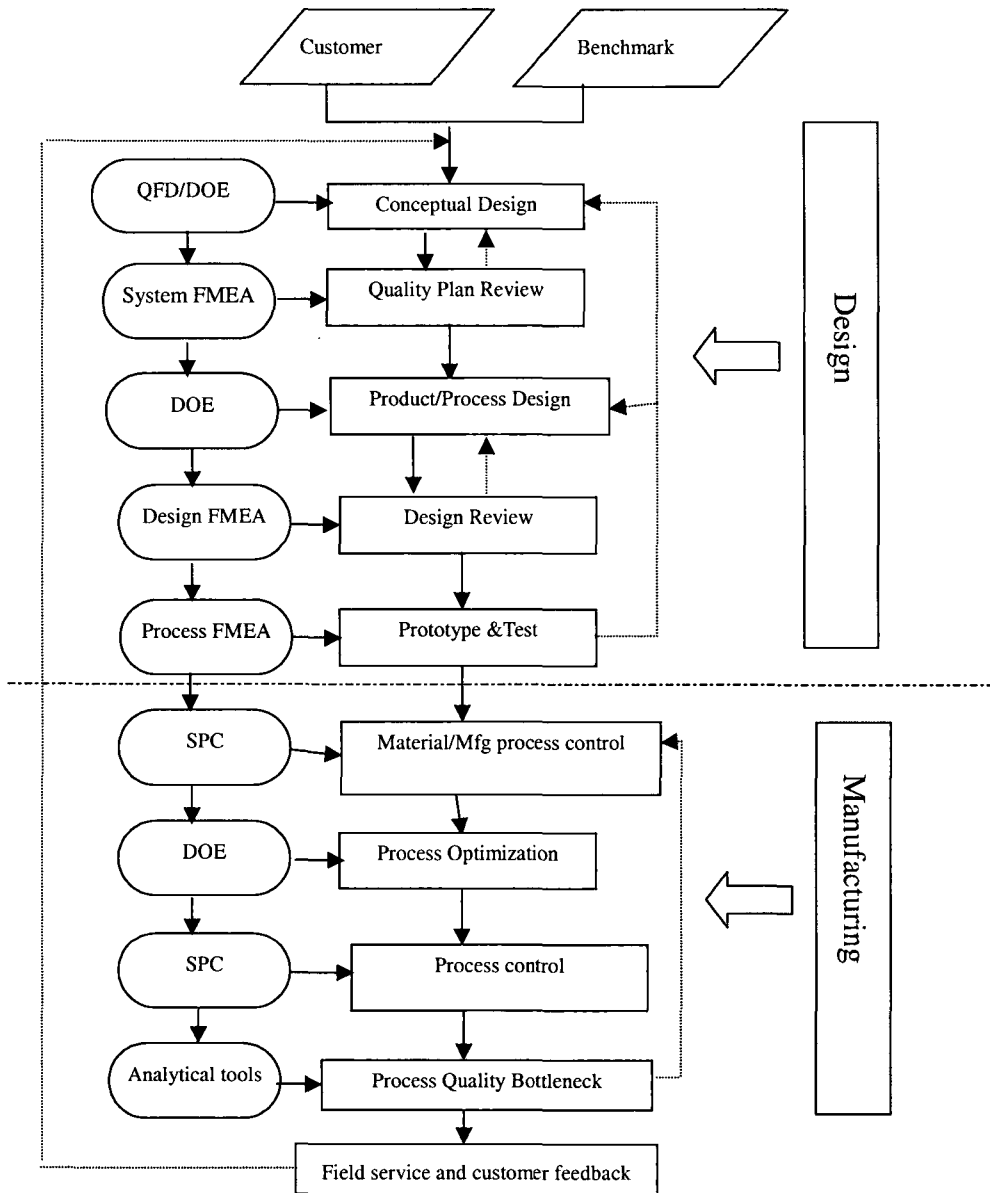 Customer
Benchmark
QFD/DOE
Conceptual Design
System FMEA
Quality Plan Review
DOE
Product/Process Design
Design FMEA
Design Review
Process FMEA
Prototype &Test
Design
SPC
Material/Mfg process control
DOE
Process Optimization
SPC
Process control
Analytical tools
Process Quality Bottleneck
Field service and customer feedback
Manufacturing